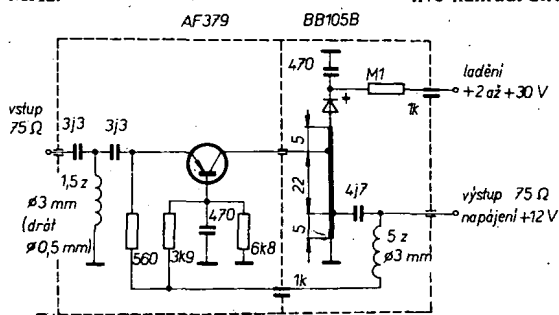 AF379
BB105B
470
M1
ladění
+2 až +30 V
1k
vstup
75 Ω
3j3
3j3
5
22
5
4j7
1,5 z
ø3 mm
(drát
ø0,5 mm)
470
560
3k9
6k8
1k
5 z
ø3 mm
výstup 75 Ω
napájení +12 V